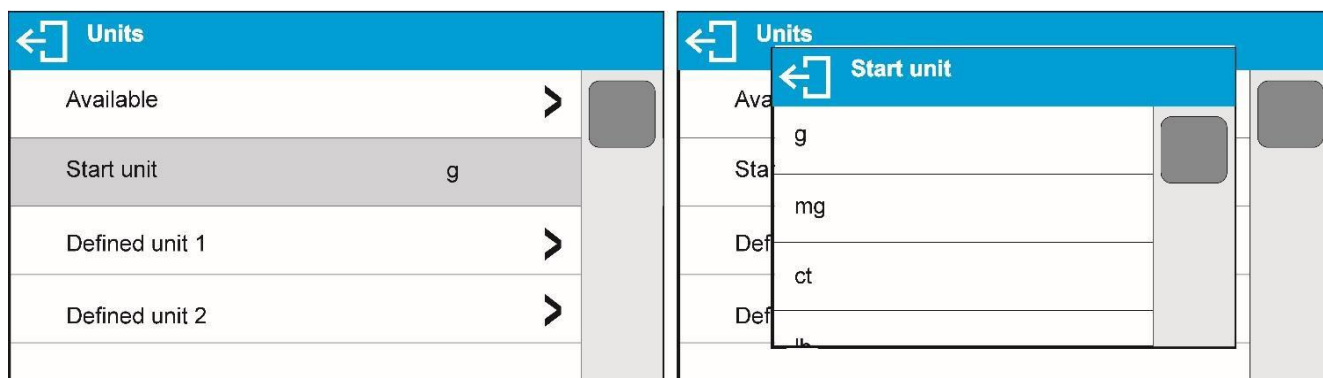 Units
Available
Start unit g
Defined unit 1
Defined unit 2
Units
Start unit
Ava
g
Sta
mg
Def
ct
Def